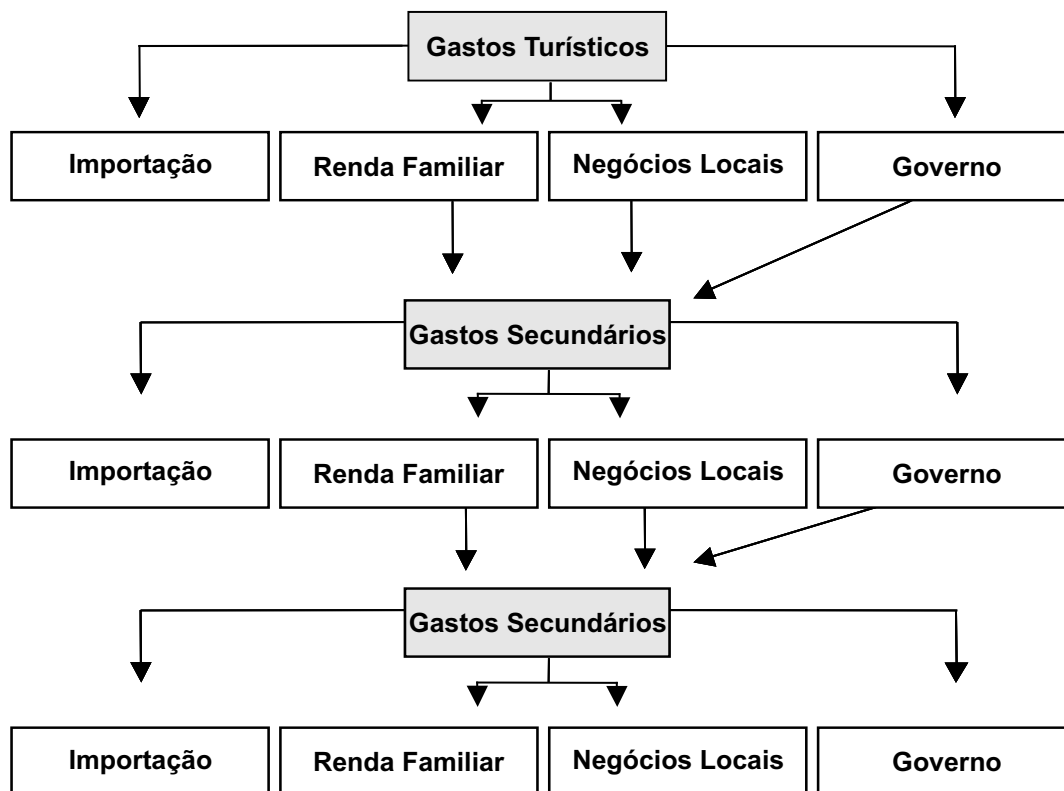 Gastos Turísticos
Importação
Renda Familiar
Negócios Locais
Governo
Gastos Secundários
Importação
Renda Familiar
Negócios Locais
Governo
Gastos Secundários
Importação
Renda Familiar
Negócios Locais
Governo